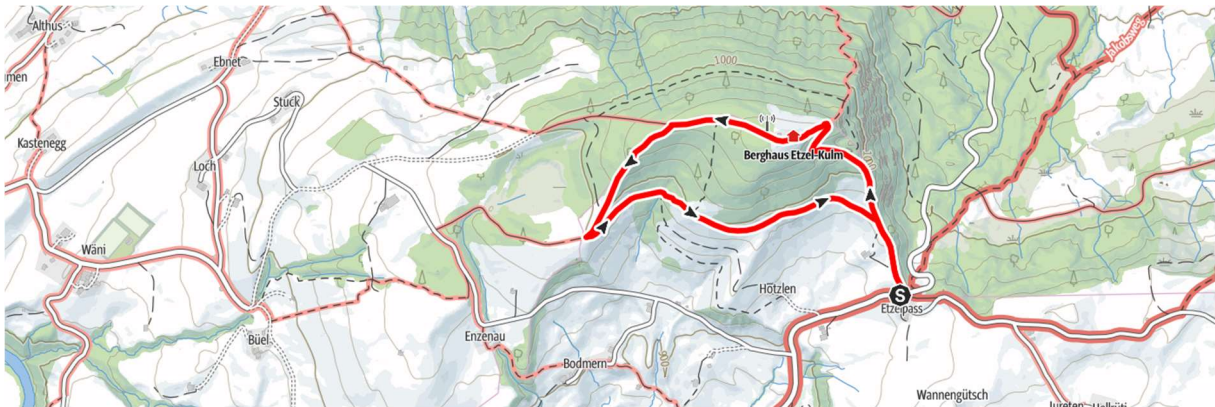 Althus
Ebnet
Stuck
Kastenegg
Loch
Wäni
Büel
Enzenau
Bodmern
Hötzlen
1000
Berghaus Etzel-Kulm
Jakobsweg
S
Etzelpass
Wannengütsch